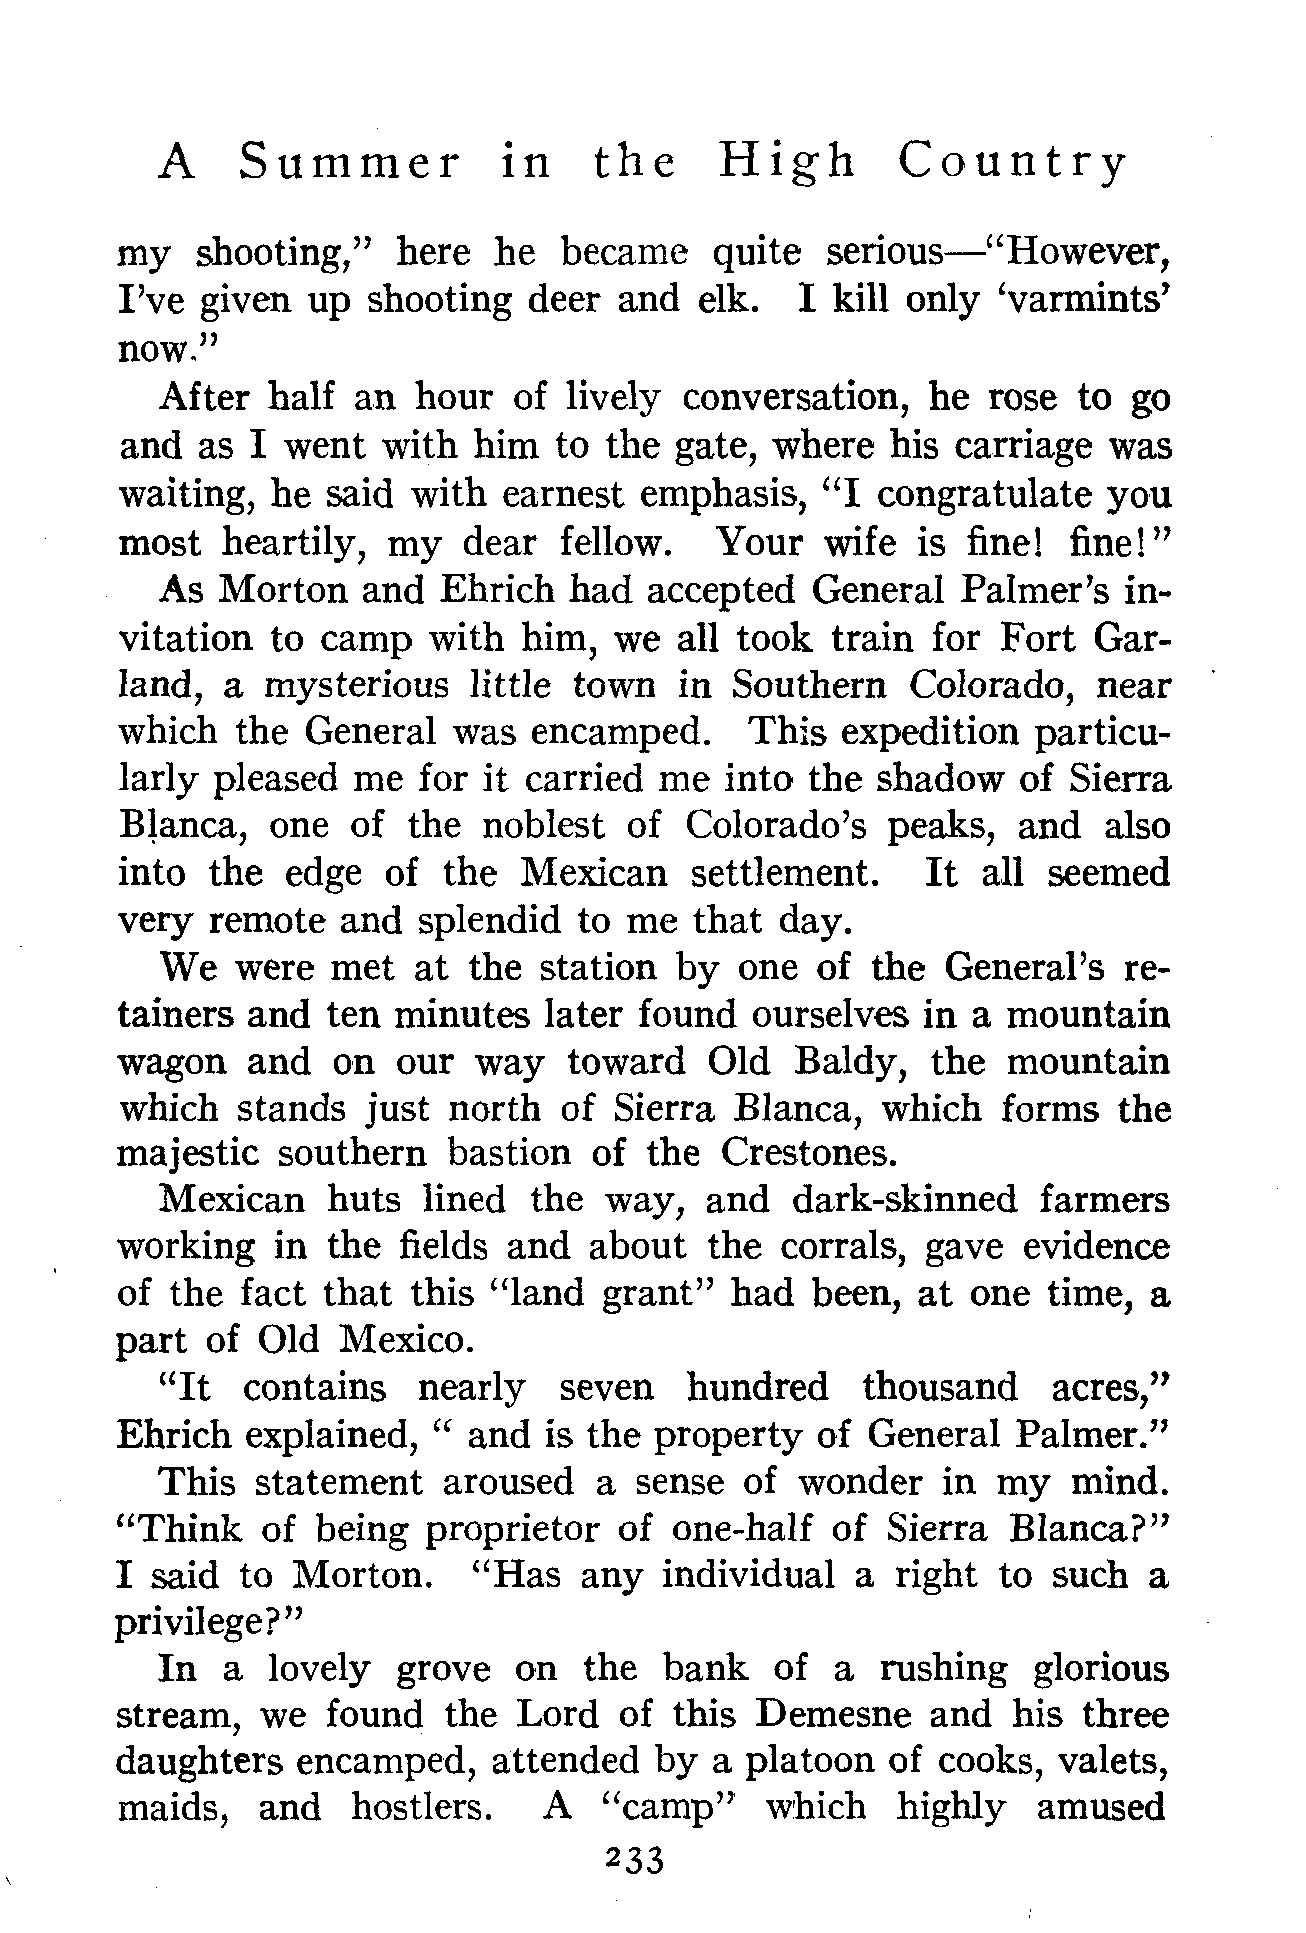 A Summer in the High Country
my shooting,” here he became quite serious—“However,
I’ve given up shooting deer and elk. I kill only ‘varmints’
now.”
After half an hour of lively conversation, he rose to go
and as I went with him to the gate, where his carriage was
waiting, he said with earnest emphasis, “I congratulate you
most heartily, my dear fellow. Your wife is fine! fine!”
As Morton and Ehrich had accepted General Palmer’s in-
vitation to camp with him, we all took train for Fort Gar-
land, a mysterious little town in Southern Colorado, near
which the General was encamped. This expedition particu-
larly pleased me for it carried me into the shadow of Sierra
Blanca, one of the noblest of Colorado’s peaks, and also
into the edge of the Mexican settlement. It all seemed
very remote and splendid to me that day.
We were met at the station by one of the General’s re-
tainers and ten minutes later found ourselves in a mountain
wagon and on our way toward Old Baldy, the mountain
which stands just north of Sierra Blanca, which forms the
majestic southern bastion of the Crestones.
Mexican huts lined the way, and dark-skinned farmers
working in the fields and about the corrals, gave evidence
of the fact that this “land grant” had been, at one time, a
part of Old Mexico.
“It contains nearly seven hundred thousand acres,”
Ehrich explained, “ and is the property of General Palmer.”
This statement aroused a sense of wonder in my mind.
“Think of being proprietor of one-half of Sierra Blanca?”
I said to Morton. “Has any individual a right to such a
privilege?”
In a lovely grove on the bank of a rushing glorious
stream, we found the Lord of this Demesne and his three
daughters encamped, attended by a platoon of cooks, valets,
maids, and hostlers. A “camp” which highly amused
233